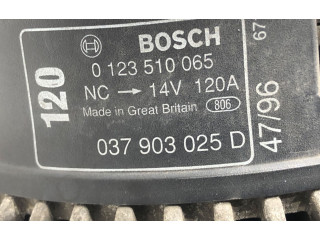 BOSCH
0 123 510 065
NC → 14V 120A
Made in Great Britain 806
037 903 025 D
120
47/96
67